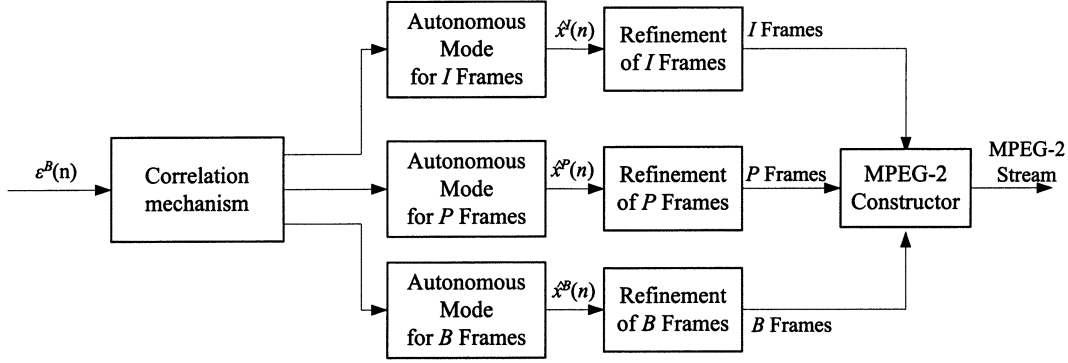 Autonomous
Mode
for I Frames
x̂ᴵ(n)
Refinement
of I Frames
I Frames
εᴮ(n)
Correlation
mechanism
Autonomous
Mode
for P Frames
x̂ᴾ(n)
Refinement
of P Frames
P Frames
MPEG-2
Constructor
MPEG-2
Stream
Autonomous
Mode
for B Frames
x̂ᴮ(n)
Refinement
of B Frames
B Frames